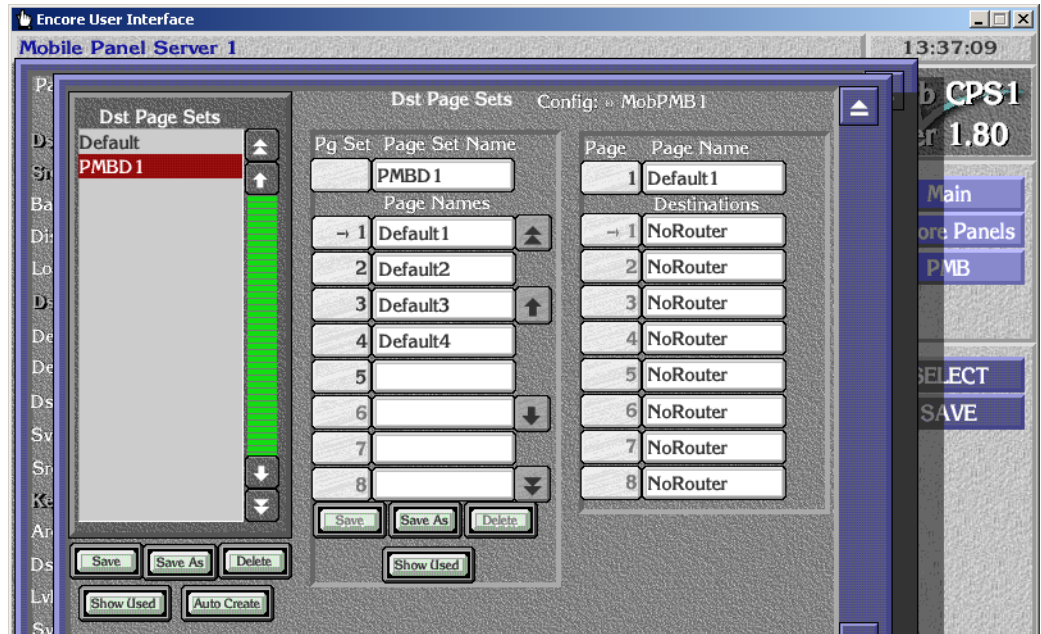 Encore User Interface
Mobile Panel Server 1
13:37:09
CPS1
1.80
Main
Panels
PMB
SELECT
SAVE
Dst Page Sets
Default
PMBD1
Save
Save As
Delete
Show Used
Auto Create
Dst Page Sets Config: » MobPMB1
Pg Set Page Set Name
PMBD1
Page Names
→ 1 Default1
2 Default2
3 Default3
4 Default4
5
6
7
8
Save
Save As
Delete
Show Used
Page Page Name
1 Default1
Destinations
→ 1 NoRouter
2 NoRouter
3 NoRouter
4 NoRouter
5 NoRouter
6 NoRouter
7 NoRouter
8 NoRouter